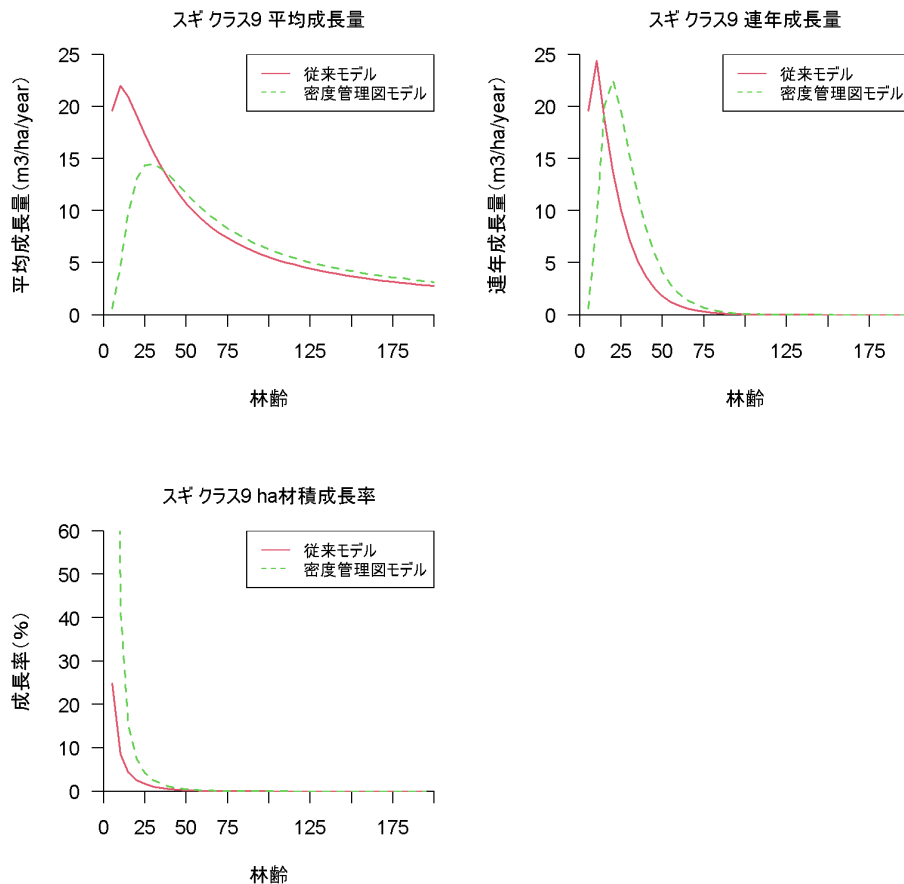 スギ クラス9 平均成長量
25
20
15
10
5
0
平均成長量(m3/ha/year)
従来モデル
密度管理図モデル
0 25 50 75 125 175
林齢
スギ クラス9 連年成長量
25
20
15
10
5
0
連年成長量(m3/ha/year)
従来モデル
密度管理図モデル
0 25 50 75 125 175
林齢
スギ クラス9 ha材積成長率
60
50
40
30
20
10
0
成長率(%)
従来モデル
密度管理図モデル
0 25 50 75 125 175
林齢